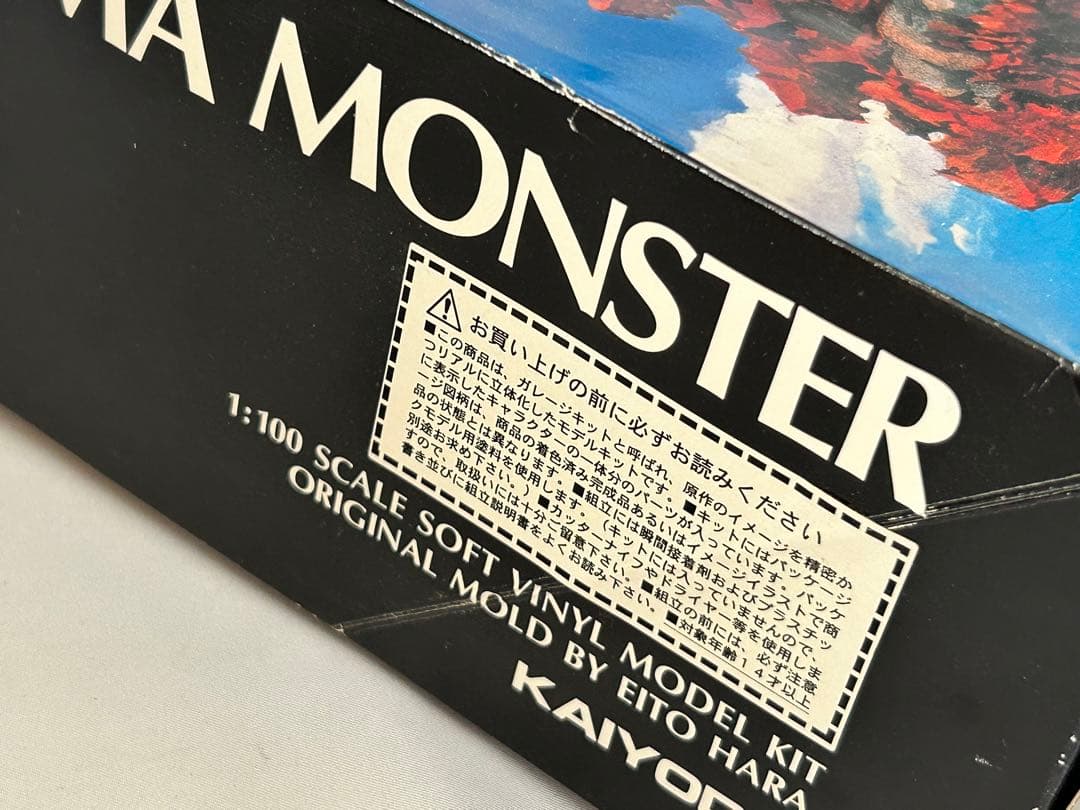 MA MONSTER
お買い上げの前に必ずお読みください
■この商品は、ガレージキットと呼ばれ、原作のイメージを精密か
つリアルに立体化したモデルキットです。■キットにはパッケージ
に表示したキャラクターの一体分のパーツが入っています。パッケ
ージ図柄は、商品の着色済み完成品あるいはイメージイラストで商
品の状態とは異なります。■組立には瞬間接着剤およびプラスチッ
クモデル用塗料を使用します。(キットには入っていませんので、
別途お求め下さい。)■カッターナイフやドライヤー等を使用しま
すので、取扱いには十分ご留意下さい。■組立の前には、必ず注意
書き並びに組立説明書をよくお読み下さい。■対象年齢14才以上
1:100 SCALE SOFT VINYL MODEL KIT
ORIGINAL MOLD BY EITO HARA
KAIYO